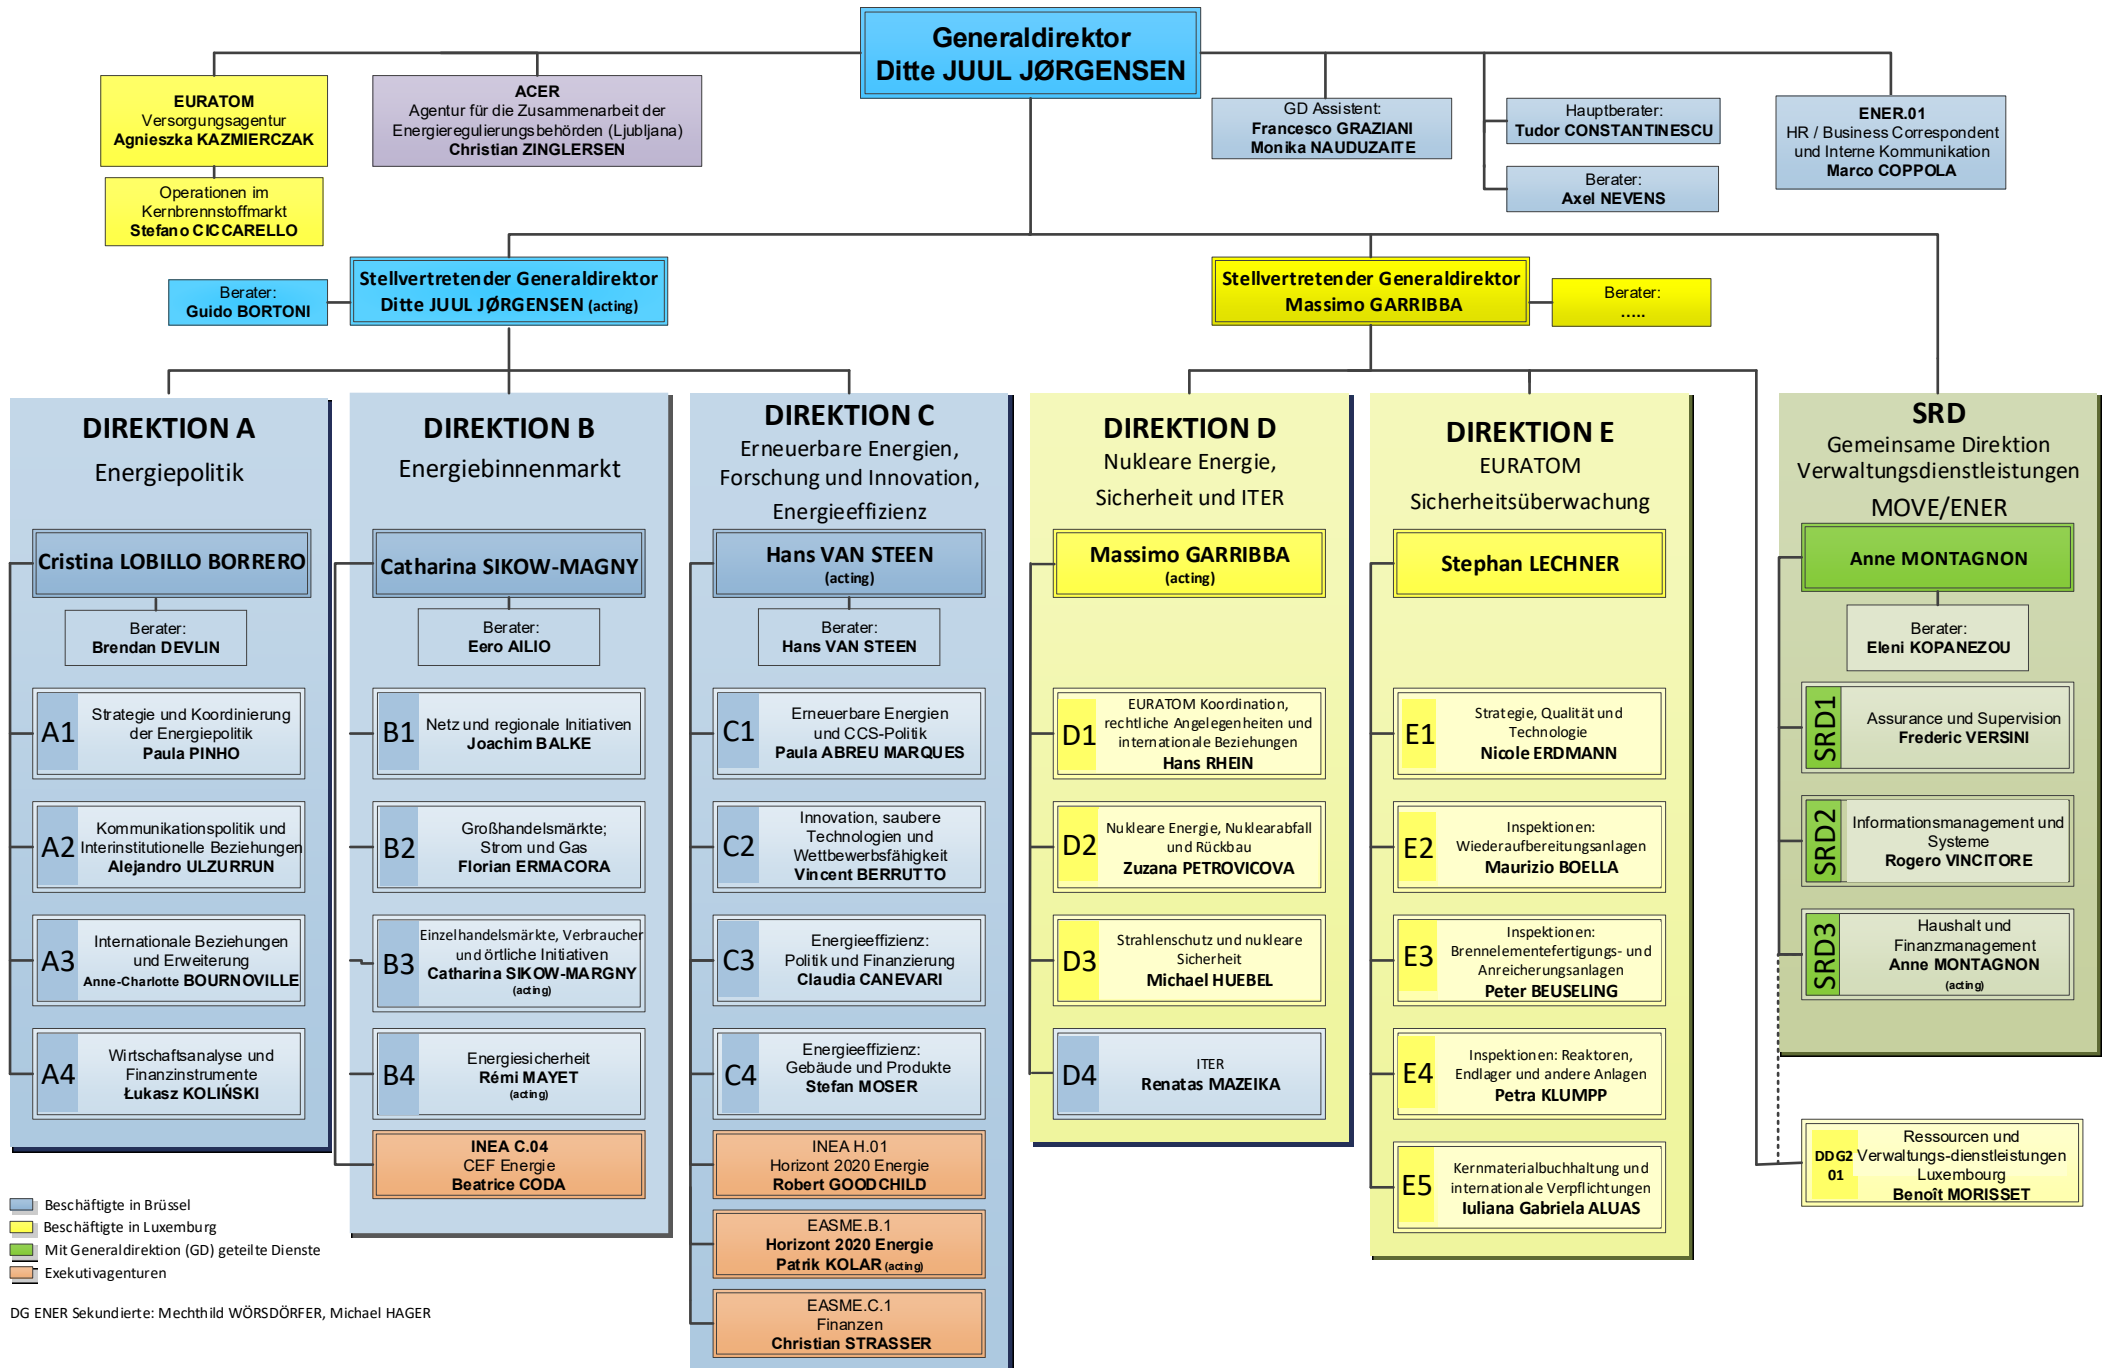 Generaldirektor
Ditte JUUL JØRGENSEN
EURATOM
Versorgungsagentur
Agnieszka KAZMIERCZAK
ACER
Agentur für die Zusammenarbeit der
Energieregulierungsbehörden (Ljubljana)
Christian ZINGLERSEN
GD Assistent:
Francesco GRAZIANI
Monika NAUDUZAITE
Hauptberater:
Tudor CONSTANTINESCU
ENER.01
HR / Business Correspondent
und Interne Kommunikation
Marco COPPOLA
Operationen im
Kernbrennstoffmarkt
Stefano CICCARELLO
Berater:
Axel NEVENS
Berater:
Guido BORTONI
Stellvertretender Generaldirektor
Ditte JUUL JØRGENSEN (acting)
Stellvertretender Generaldirektor
Massimo GARRIBBA
Berater:
.....
DIREKTION A
Energiepolitik
Cristina LOBILLO BORRERO
Berater:
Brendan DEVLIN
A1
Strategie und Koordinierung
der Energiepolitik
Paula PINHO
A2
Kommunikationspolitik und
Interinstitutionelle Beziehungen
Alejandro ULZURRUN
A3
Internationale Beziehungen
und Erweiterung
Anne-Charlotte BOURNOVILLE
A4
Wirtschaftsanalyse und
Finanzinstrumente
Łukasz KOLIŃSKI
DIREKTION B
Energiebinnenmarkt
Catharina SIKOW-MAGNY
Berater:
Eero AILIO
B1
Netz und regionale Initiativen
Joachim BALKE
B2
Großhandelsmärkte;
Strom und Gas
Florian ERMACORA
B3
Einzelhandelsmärkte, Verbraucher
und örtliche Initiativen
Catharina SIKOW-MARGNY
(acting)
B4
Energiesicherheit
Rémi MAYET
(acting)
INEA C.04
CEF Energie
Beatrice CODA
DIREKTION C
Erneuerbare Energien,
Forschung und Innovation,
Energieeffizienz
Hans VAN STEEN
(acting)
Berater:
Hans VAN STEEN
C1
Erneuerbare Energien
und CCS-Politik
Paula ABREU MARQUES
C2
Innovation, saubere
Technologien und
Wettbewerbsfähigkeit
Vincent BERRUTTO
C3
Energieeffizienz:
Politik und Finanzierung
Claudia CANEVARI
C4
Energieeffizienz:
Gebäude und Produkte
Stefan MOSER
INEA H.01
Horizont 2020 Energie
Robert GOODCHILD
EASME.B.1
Horizont 2020 Energie
Patrik KOLAR (acting)
EASME.C.1
Finanzen
Christian STRASSER
DIREKTION D
Nukleare Energie,
Sicherheit und ITER
Massimo GARRIBBA
(acting)
D1
EURATOM Koordination,
rechtliche Angelegenheiten und
internationale Beziehungen
Hans RHEIN
D2
Nukleare Energie, Nuklearabfall
und Rückbau
Zuzana PETROVICOVA
D3
Strahlenschutz und nukleare
Sicherheit
Michael HUEBEL
D4
ITER
Renatas MAZEIKA
DIREKTION E
EURATOM
Sicherheitsüberwachung
Stephan LECHNER
E1
Strategie, Qualität und
Technologie
Nicole ERDMANN
E2
Inspektionen:
Wiederaufbereitungsanlagen
Maurizio BOELLA
E3
Inspektionen:
Brennelementefertigungs- und
Anreicherungsanlagen
Peter BEUSELING
E4
Inspektionen: Reaktoren,
Endlager und andere Anlagen
Petra KLUMPP
E5
Kernmaterialbuchhaltung und
internationale Verpflichtungen
Iuliana Gabriela ALUAS
SRD
Gemeinsame Direktion
Verwaltungsdienstleistungen
MOVE/ENER
Anne MONTAGNON
Berater:
Eleni KOPANEZOU
SRD1
Assurance und Supervision
Frederic VERSINI
SRD2
Informationsmanagement und
Systeme
Rogero VINCITORE
SRD3
Haushalt und
Finanzmanagement
Anne MONTAGNON
(acting)
DDG2
01
Ressourcen und
Verwaltungs-dienstleistungen
Luxembourg
Benoît MORISSET
Beschäftigte in Brüssel
Beschäftigte in Luxemburg
Mit Generaldirektion (GD) geteilte Dienste
Exekutivagenturen
DG ENER Sekundierte: Mechthild WÖRSDÖRFER, Michael HAGER